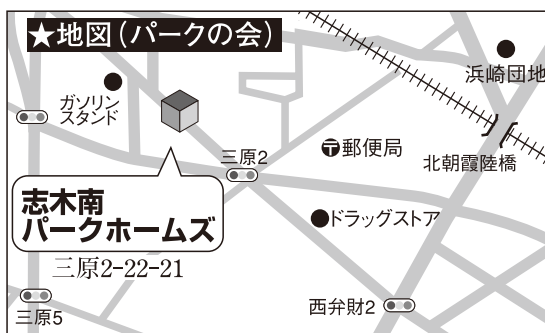 ★地図(パークの会)
浜崎団地
ガソリン
スタンド
三原2
〒郵便局
北朝霞陸橋
志木南
パークホームズ
●ドラッグストア
三原2-22-21
三原5
西弁財2